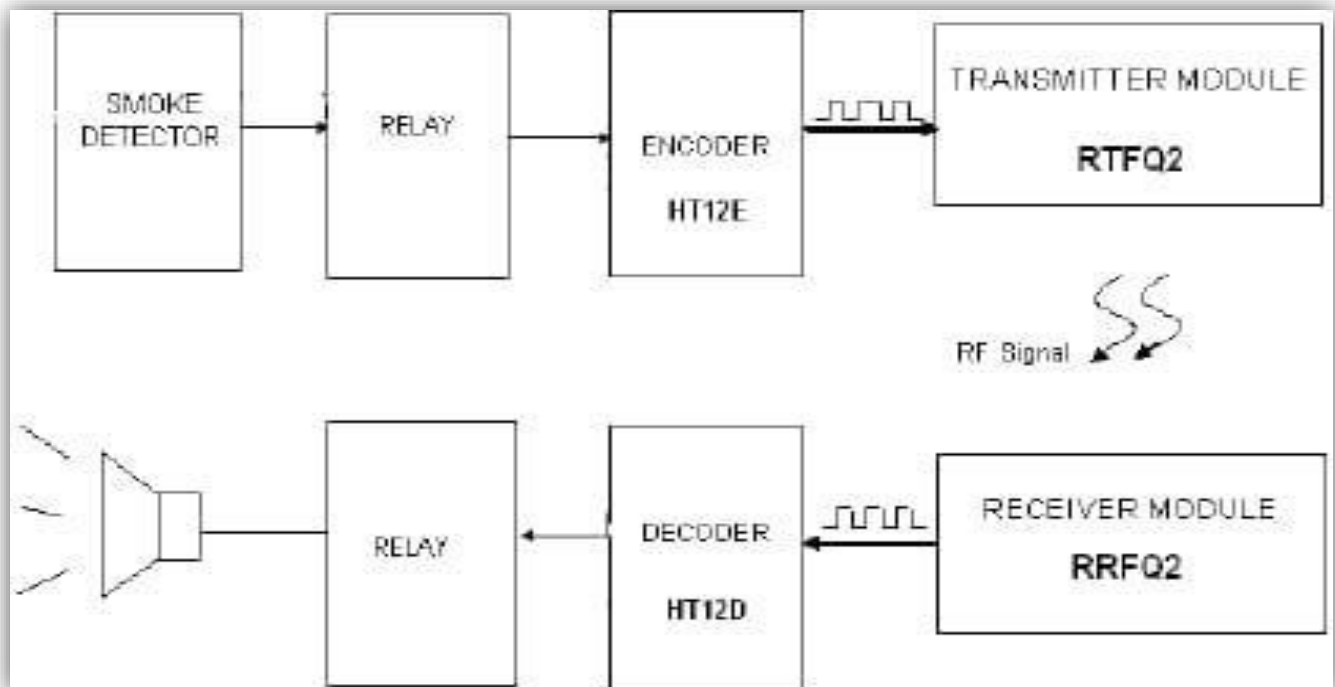 SMOKE
DETECTOR
RELAY
ENCODER
HT12E
TRANSMITTER MODULE
RTFQ2
RF Signal
RELAY
DECODER
HT12D
RECEIVER MODULE
RRFQ2